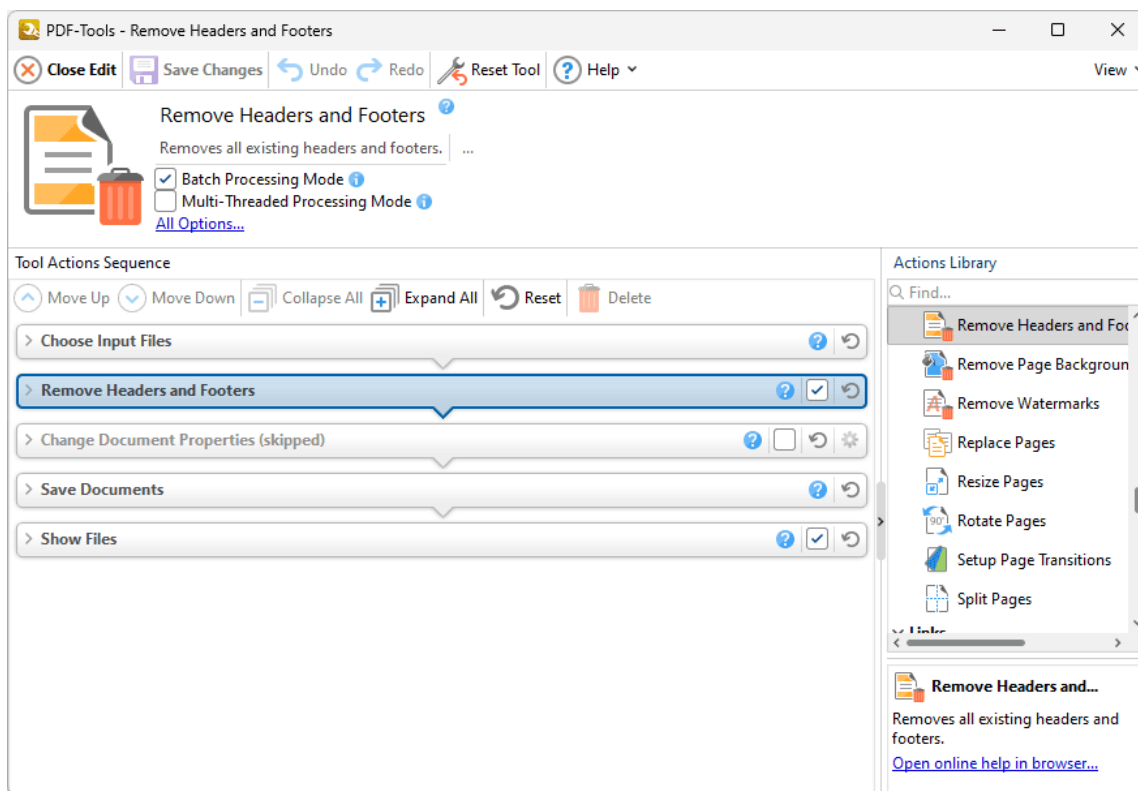 PDF-Tools - Remove Headers and Footers
Close Edit Save Changes Undo Redo Reset Tool ? Help View
Remove Headers and Footers ?
Removes all existing headers and footers. ...
Batch Processing Mode i
Multi-Threaded Processing Mode i
All Options...
Tool Actions Sequence
Move Up Move Down Collapse All Expand All Reset Delete
Choose Input Files ?
Remove Headers and Footers ?
Change Document Properties (skipped) ?
Save Documents ?
Show Files ?
Actions Library
Find...
Remove Headers and Foo
Remove Page Backgroun
Remove Watermarks
Replace Pages
Resize Pages
90° Rotate Pages
Setup Page Transitions
Split Pages
Links
Remove Headers and...
Removes all existing headers and
footers.
Open online help in browser...